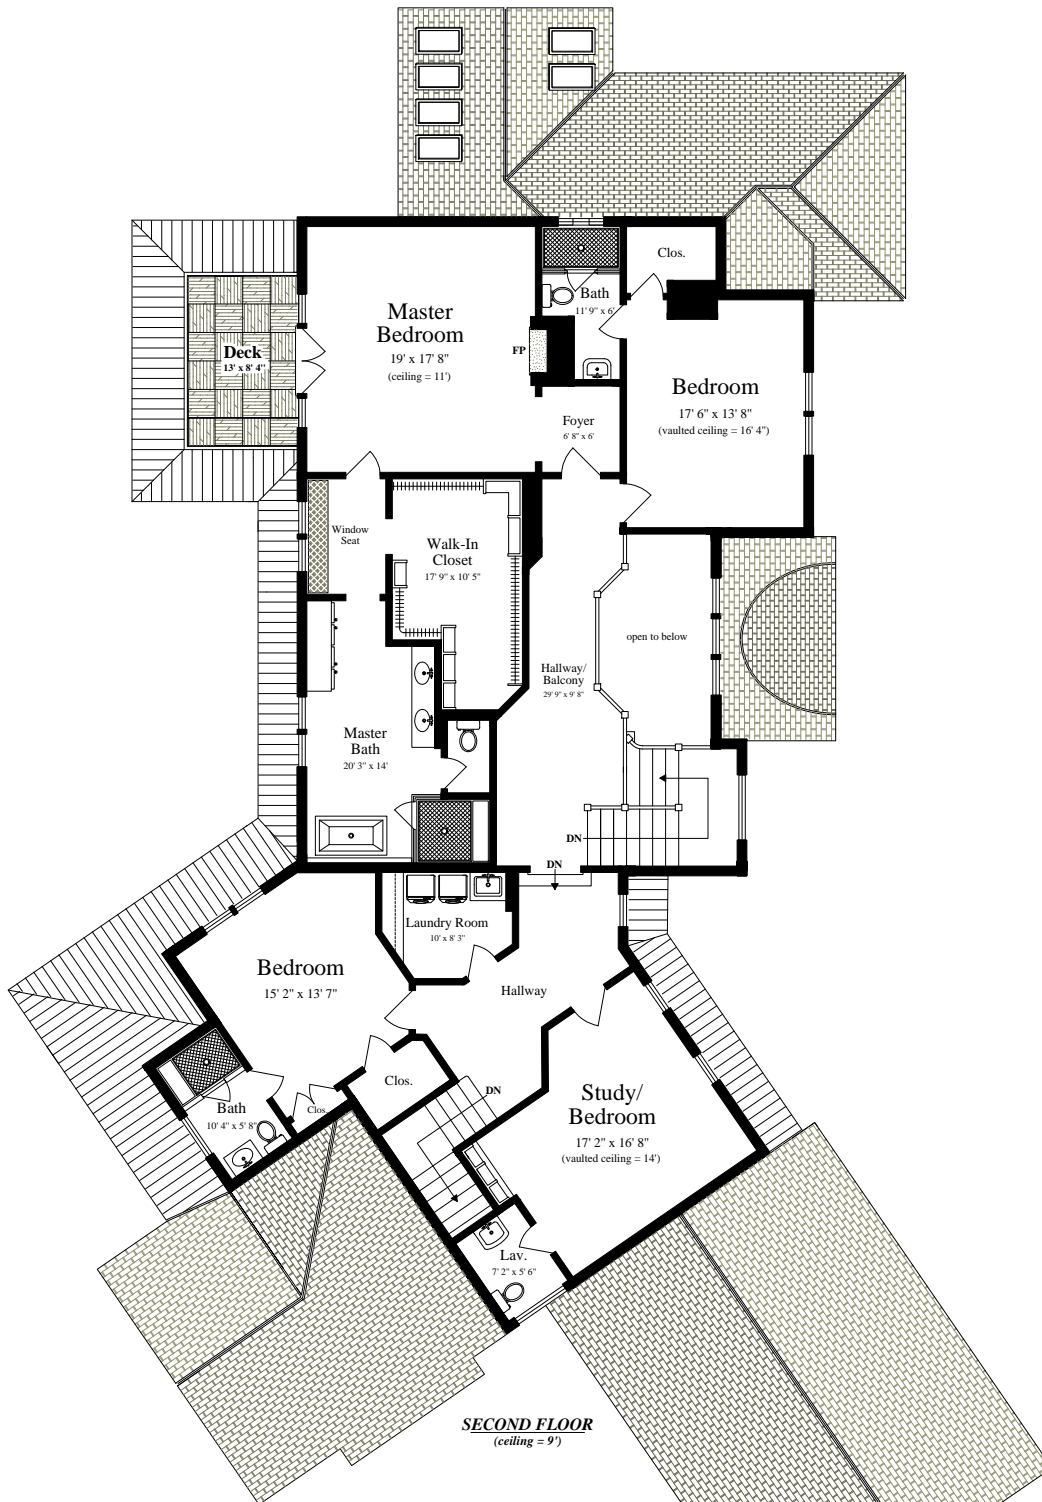 Clos.
Bath
11' 9" x 6'
Master
Bedroom
19' x 17' 8"
(ceiling = 11')
FP
Deck
13' x 8' 4"
Bedroom
17' 6" x 13' 8"
(vaulted ceiling = 16' 4")
Foyer
6' 8" x 6'
Window
Seat
Walk-In
Closet
17' 9" x 10' 5"
open to below
Hallway/
Balcony
29' 9" x 9' 8"
Master
Bath
20' 3" x 14'
DN
DN
Laundry Room
10' x 8' 3"
Bedroom
15' 2" x 13' 7"
Hallway
Clos.
DN
Study/
Bedroom
17' 2" x 16' 8"
(vaulted ceiling = 14')
Bath
10' 4" x 5' 8"
Clos.
Lav.
7' 2" x 5' 6"
SECOND FLOOR
(ceiling = 9')